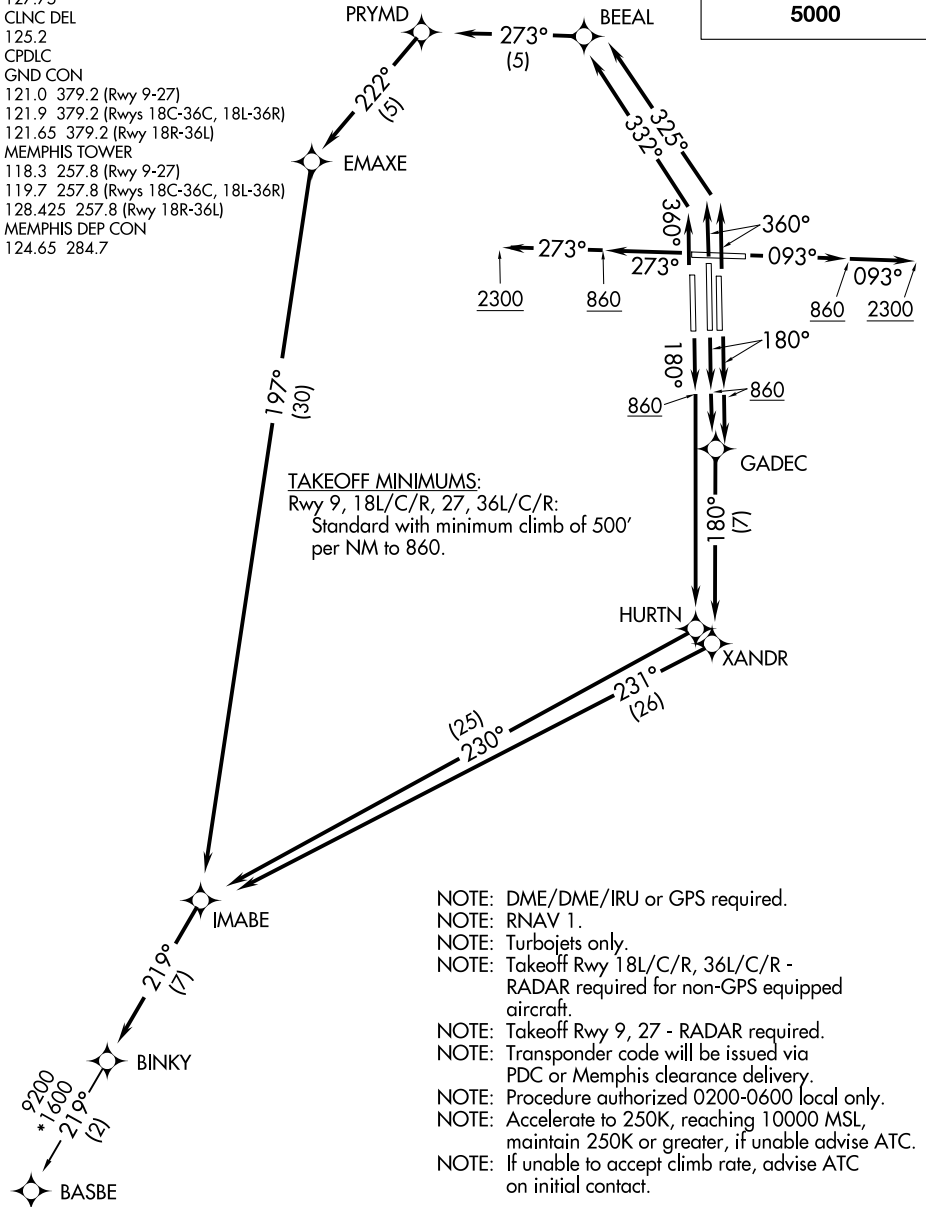 127.75
CLNC DEL
125.2
CPDLC
GND CON
121.0 379.2 (Rwy 9-27)
121.9 379.2 (Rwys 18C-36C, 18L-36R)
121.65 379.2 (Rwy 18R-36L)
MEMPHIS TOWER
118.3 257.8 (Rwy 9-27)
119.7 257.8 (Rwys 18C-36C, 18L-36R)
128.425 257.8 (Rwy 18R-36L)
MEMPHIS DEP CON
124.65 284.7
5000
PRYMD
BEEAL
273°
(5)
222°
(5)
EMAXE
332°
325°
360°
360°
273°
273°
093°
093°
2300
860
860
2300
180°
180°
860
860
GADEC
180°
(7)
197°
(30)
TAKEOFF MINIMUMS:
Rwy 9, 18L/C/R, 27, 36L/C/R:
Standard with minimum climb of 500'
per NM to 860.
HURTN
XANDR
231°
(26)
(25)
230°
IMABE
219°
(7)
BINKY
9200
*1600
219°
(2)
BASBE
NOTE: DME/DME/IRU or GPS required.
NOTE: RNAV 1.
NOTE: Turbojets only.
NOTE: Takeoff Rwy 18L/C/R, 36L/C/R -
RADAR required for non-GPS equipped
aircraft.
NOTE: Takeoff Rwy 9, 27 - RADAR required.
NOTE: Transponder code will be issued via
PDC or Memphis clearance delivery.
NOTE: Procedure authorized 0200-0600 local only.
NOTE: Accelerate to 250K, reaching 10000 MSL,
maintain 250K or greater, if unable advise ATC.
NOTE: If unable to accept climb rate, advise ATC
on initial contact.